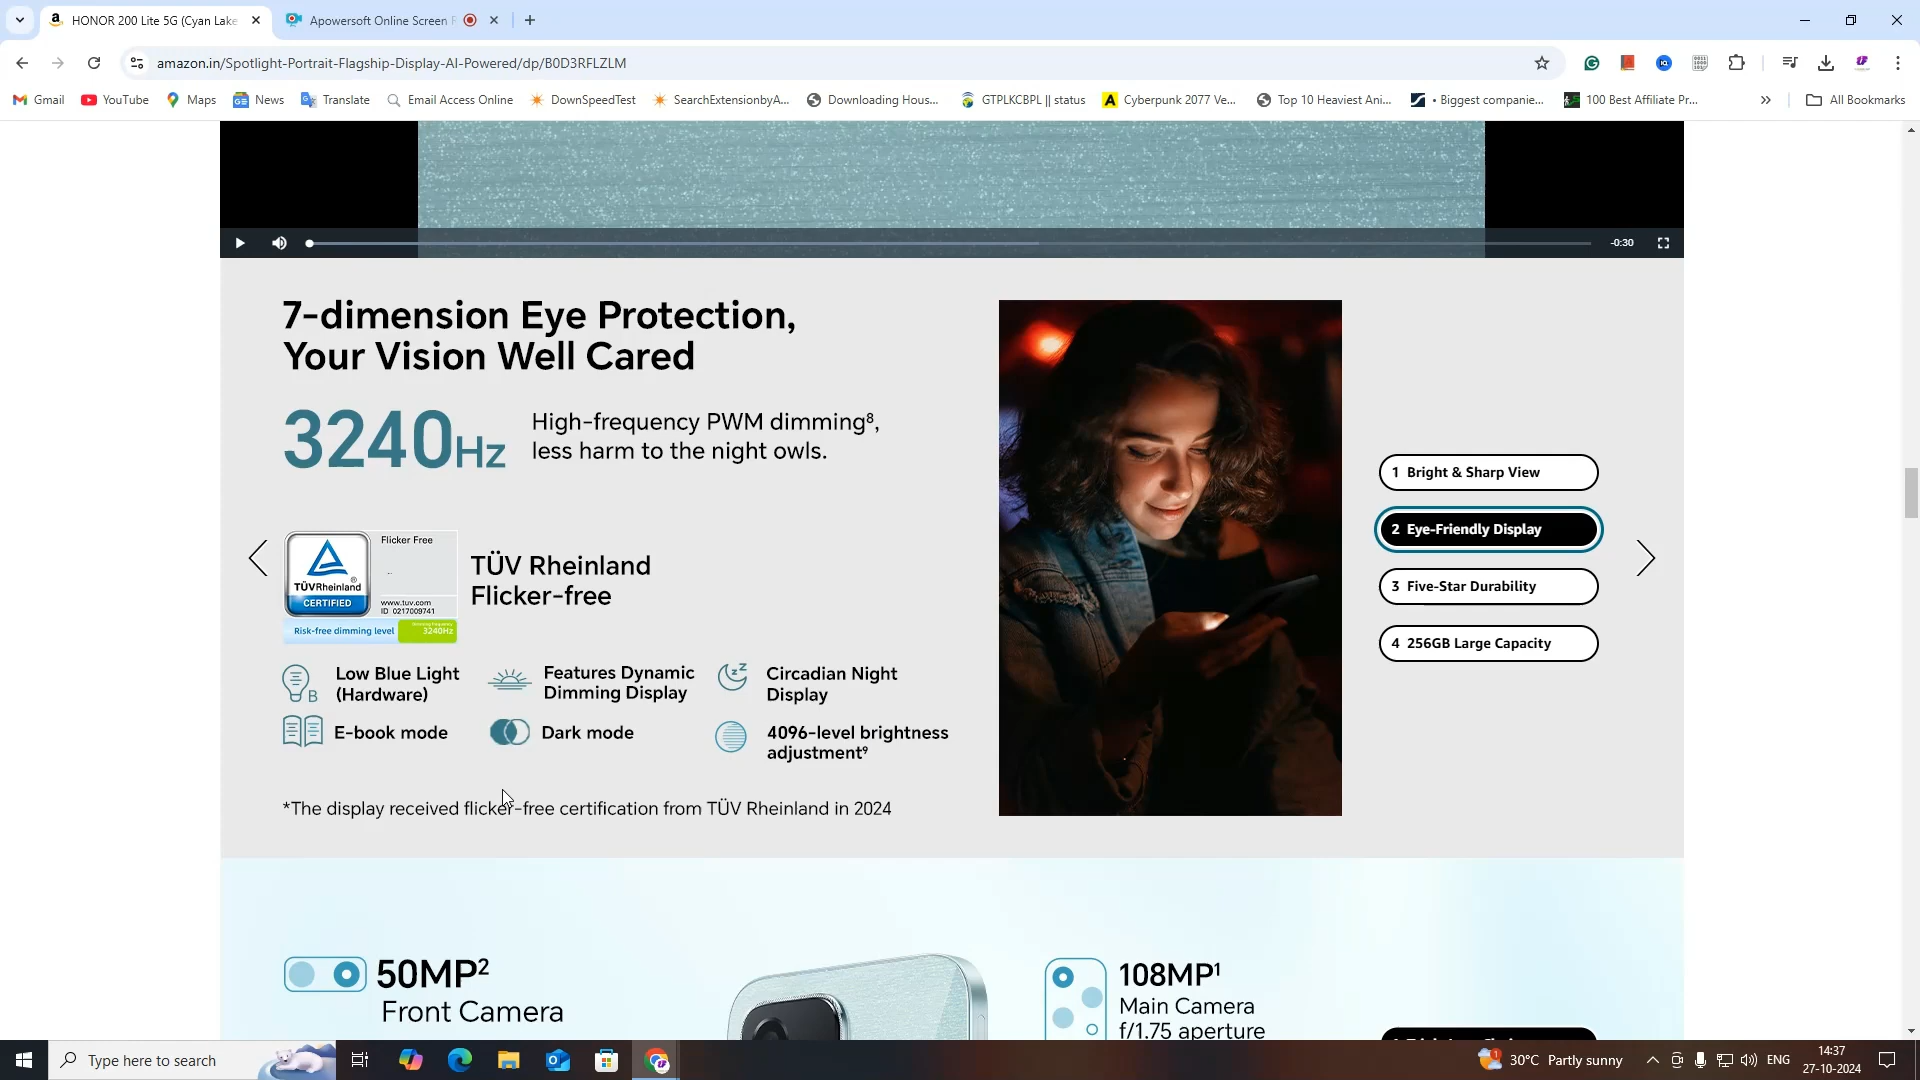 HONOR 200 Lite 5G (Cyan Lake
Apowersoft Online Screen R
amazon.in/Spotlight-Portrait-Flagship-Display-AI-Powered/dp/B0D3RFLZLM
Gmail
YouTube
Maps
News
Translate
Email Access Online
DownSpeedTest
SearchExtensionbyA...
Downloading Hous...
GTPLKCBPL || status
Cyberpunk 2077 Ve...
Top 10 Heaviest Ani...
• Biggest companie...
100 Best Affiliate Pr...
All Bookmarks
-0:30
7-dimension Eye Protection,
Your Vision Well Cared
3240Hz
High-frequency PWM dimming⁸,
less harm to the night owls.
TÜVRheinland®
CERTIFIED
Flicker Free
www.tuv.com
ID 0217009741
Risk-free dimming level
3240Hz
TÜV Rheinland
Flicker-free
Low Blue Light
(Hardware)
Features Dynamic
Dimming Display
Circadian Night
Display
E-book mode
Dark mode
4096-level brightness
adjustment⁹
*The display received flicker-free certification from TÜV Rheinland in 2024
1 Bright & Sharp View
2 Eye-Friendly Display
3 Five-Star Durability
4 256GB Large Capacity
50MP²
Front Camera
108MP¹
Main Camera
f/1.75 aperture
Type here to search
30°C Partly sunny
ENG
14:37
27-10-2024